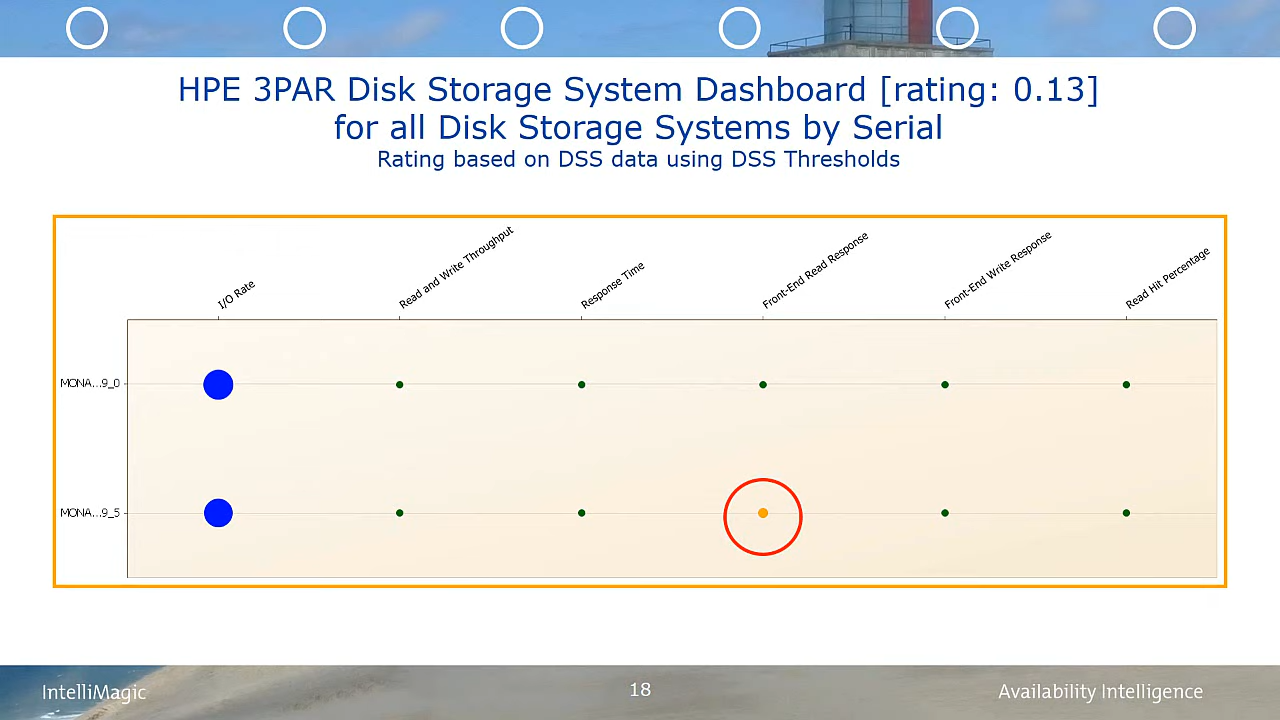 HPE 3PAR Disk Storage System Dashboard [rating: 0.13]
for all Disk Storage Systems by Serial
Rating based on DSS data using DSS Thresholds
I/O Rate
Read and Write Throughput
Response Time
Front-End Read Response
Front-End Write Response
Read Hit Percentage
MONA...9_0
MONA...9_5
IntelliMagic
18
Availability Intelligence